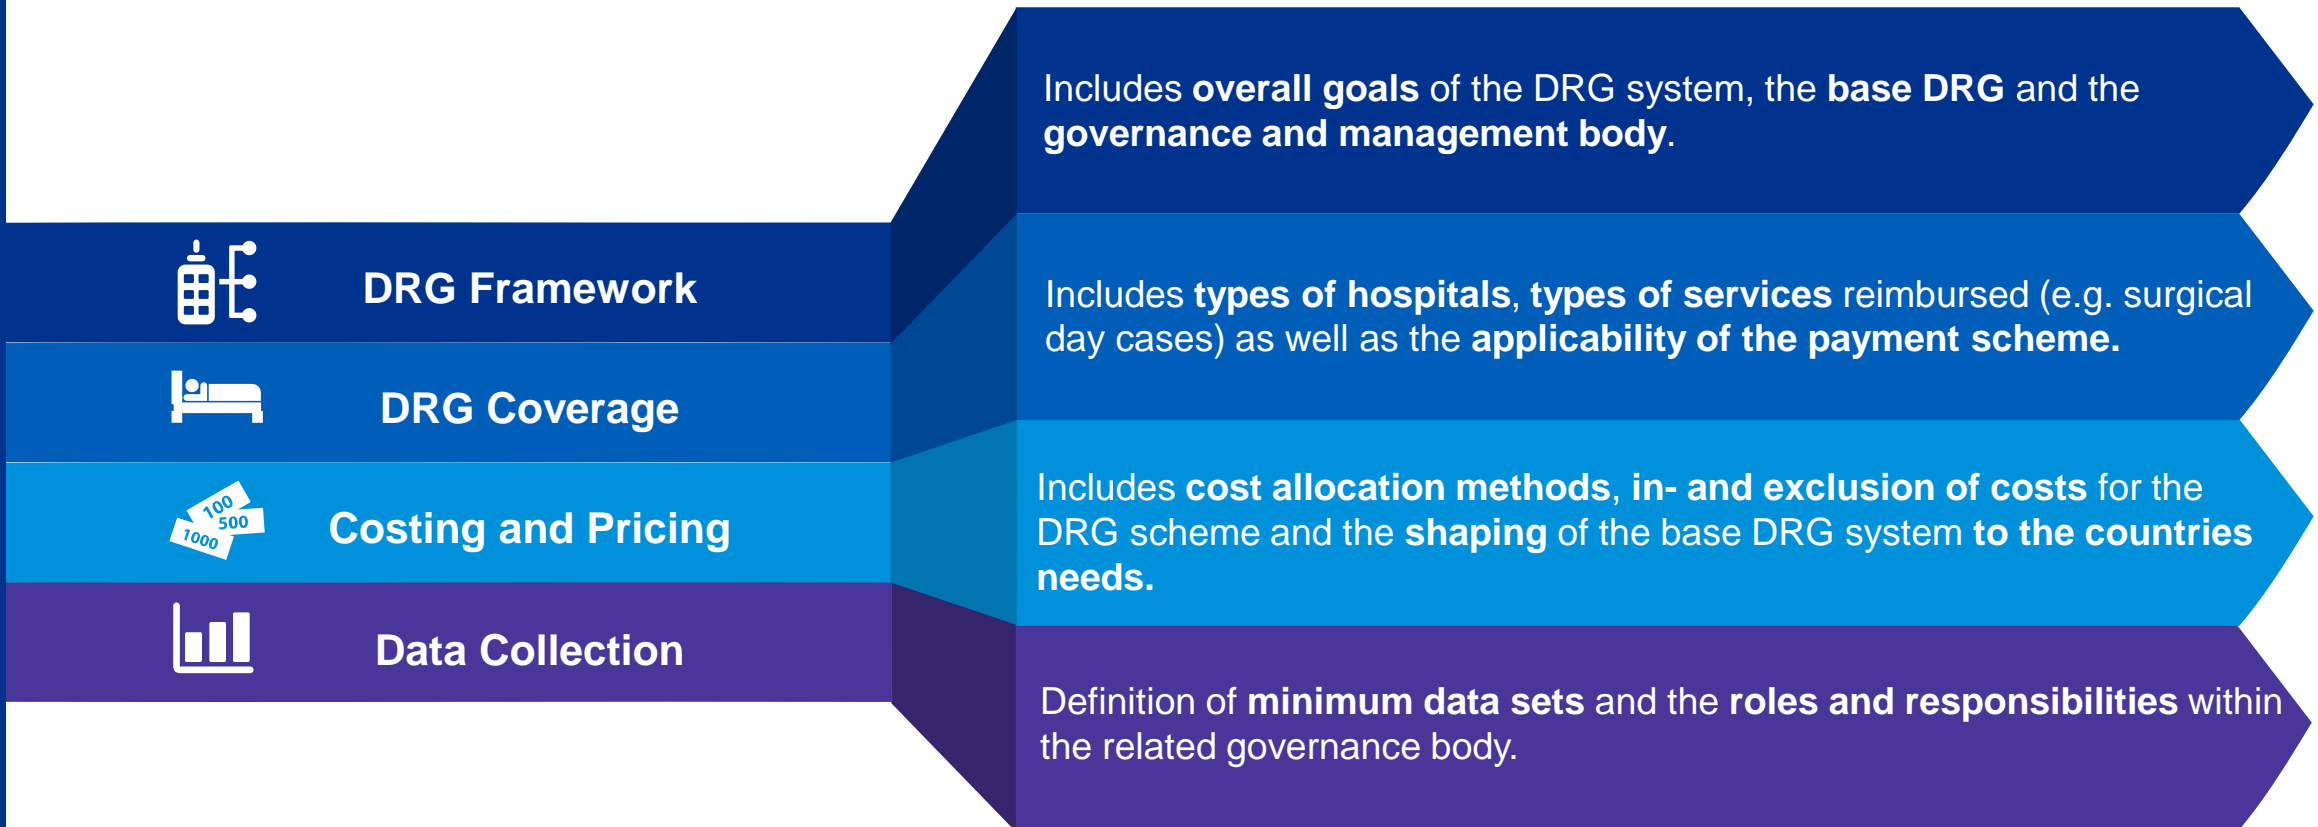 Includes overall goals of the DRG system, the base DRG and the
governance and management body.
DRG Framework
Includes types of hospitals, types of services reimbursed (e.g. surgical
day cases) as well as the applicability of the payment scheme.
DRG Coverage
100
500
1000
Costing and Pricing
Includes cost allocation methods, in- and exclusion of costs for the
DRG scheme and the shaping of the base DRG system to the countries
needs.
Data Collection
Definition of minimum data sets and the roles and responsibilities within
the related governance body.